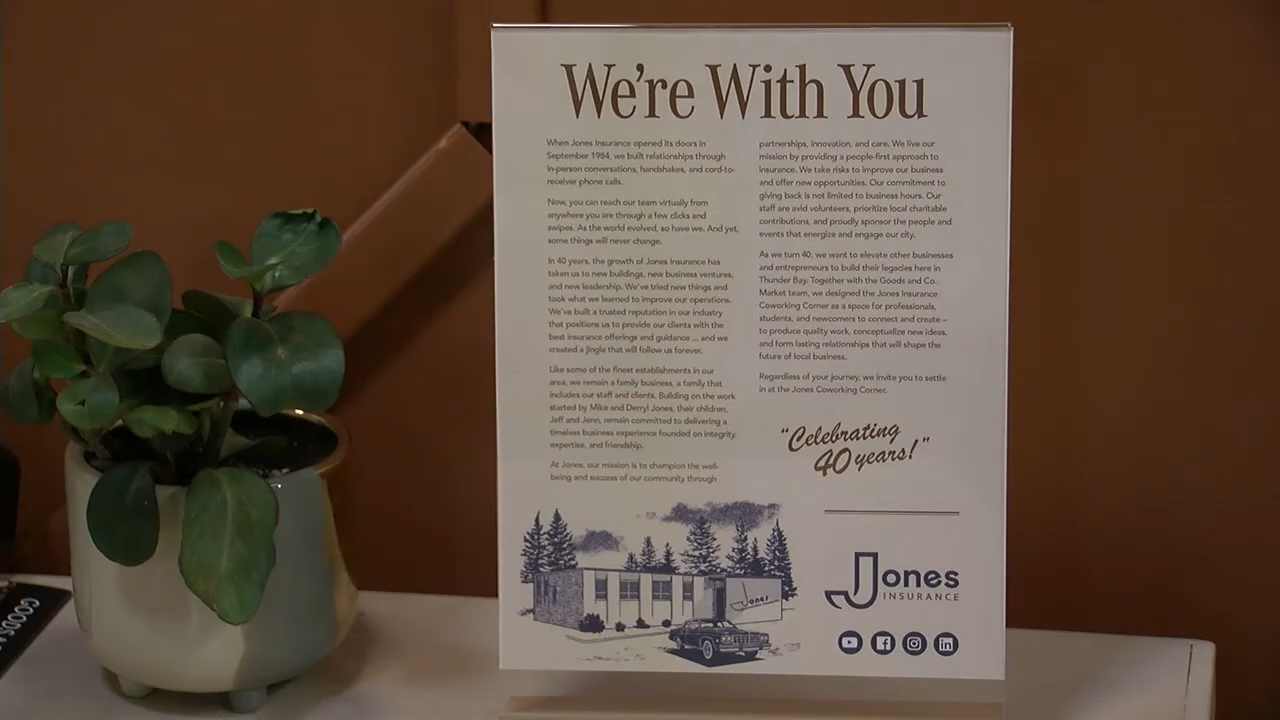 We're With You
When Jones Insurance opened its doors in
September 1984, we built relationships through
in-person conversations, handshakes, and cord-to-
receiver phone calls.
Now, you can reach our team virtually from
anywhere you are through a few clicks and
swipes. As the world evolved, so have we. And yet,
some things will never change.
In 40 years, the growth of Jones Insurance has
taken us to new buildings, new business ventures,
and new leadership. We've tried new things and
took what we learned to improve our operations.
We've built a trusted reputation in our industry
that positions us to provide our clients with the
best insurance offerings and guidance ... and we
created a jingle that will follow us forever.
Like some of the finest establishments in our
area, we remain a family business, a family that
includes our staff and clients. Building on the work
started by Mike and Derryl Jones, their children,
Jeff and Jenn, remain committed to delivering a
timeless business experience founded on integrity,
expertise, and friendship.
At Jones, our mission is to champion the well-
being and success of our community through
partnerships, innovation, and care. We live our
mission by providing a people-first approach to
insurance. We take risks to improve our business
and offer new opportunities. Our commitment to
giving back is not limited to business hours. Our
staff are avid volunteers, prioritize local charitable
contributions, and proudly sponsor the people and
events that energize and engage our city.
As we turn 40, we want to elevate other businesses
and entrepreneurs to build their legacies here in
Thunder Bay. Together with the Goods and Co.
Market team, we designed the Jones Insurance
Coworking Corner as a space for professionals,
students, and newcomers to connect and create –
to produce quality work, conceptualize new ideas,
and form lasting relationships that will shape the
future of local business.
Regardless of your journey, we invite you to settle
in at the Jones Coworking Corner.
"Celebrating
40 years!"
Jones
Jones
INSURANCE
GOODS